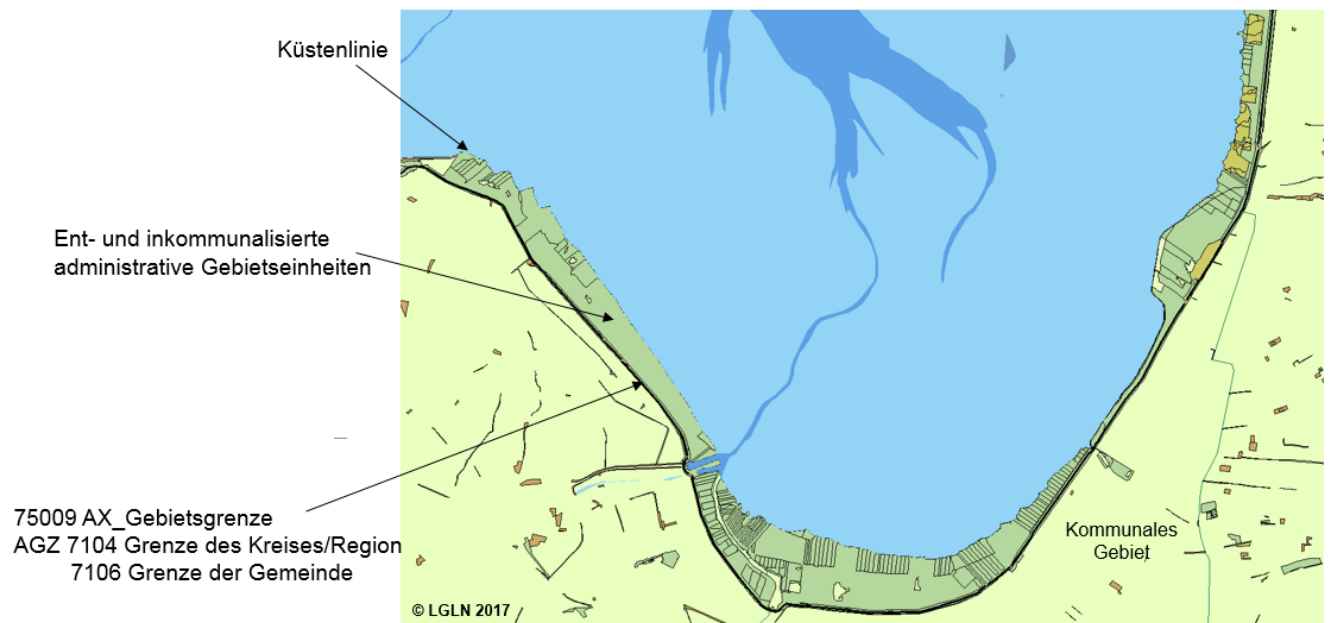 Küstenlinie
Ent- und inkommunalisierte
administrative Gebietseinheiten
75009 AX_Gebietsgrenze
AGZ 7104 Grenze des Kreises/Region
7106 Grenze der Gemeinde
Kommunales
Gebiet
© LGLN 2017